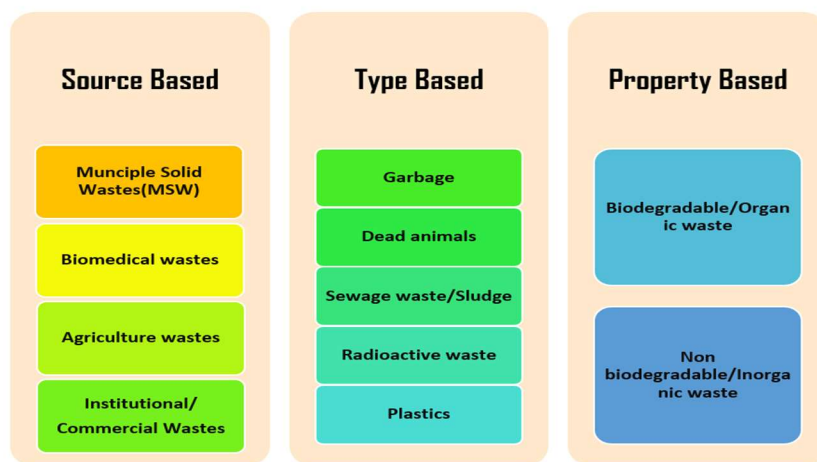 Source Based
Munciple Solid
Wastes(MSW)
Biomedical wastes
Agriculture wastes
Institutional/
Commercial Wastes
Type Based
Garbage
Dead animals
Sewage waste/Sludge
Radioactive waste
Plastics
Property Based
Biodegradable/Organ
ic waste
Non
biodegradable/Inorga
nic waste